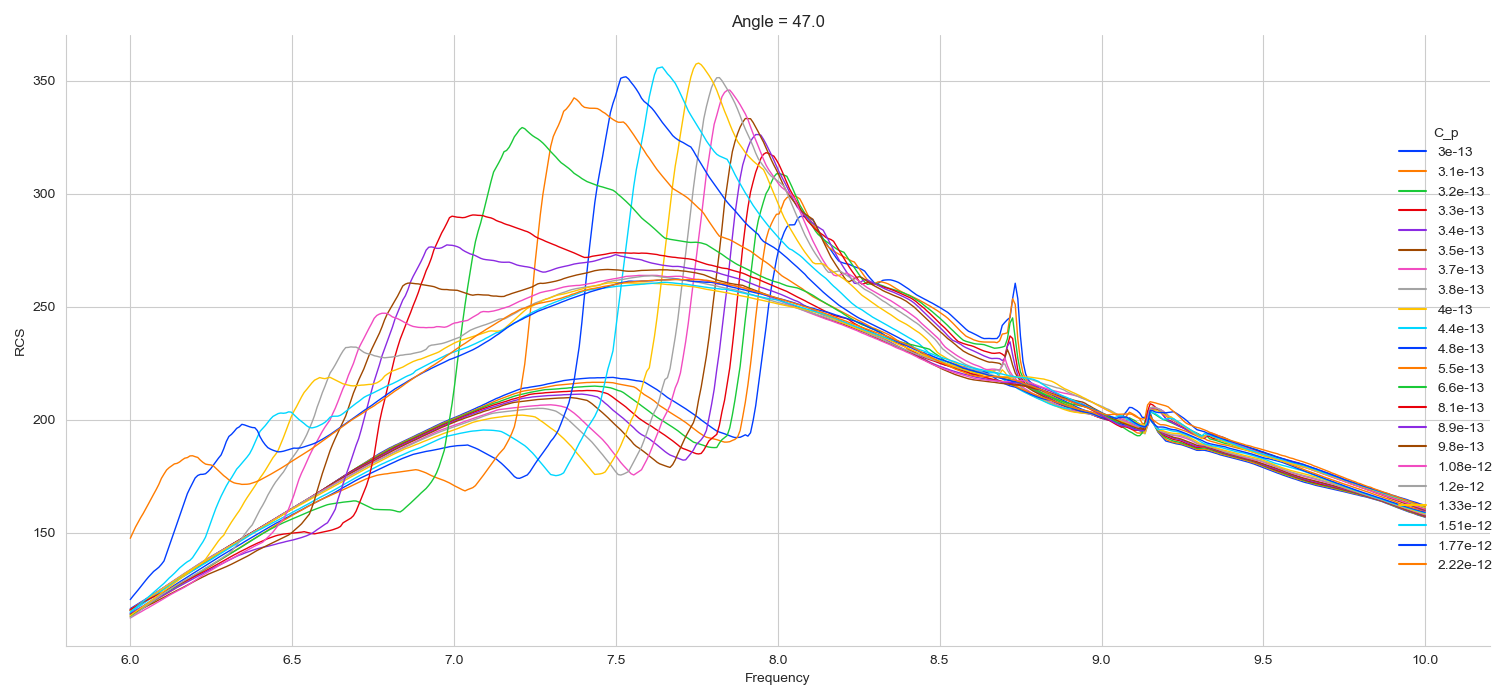 Angle = 47.0
RCS
350
300
250
200
150
6.0
6.5
7.0
7.5
8.0
8.5
9.0
9.5
10.0
Frequency
C_p
3e-13
3.1e-13
3.2e-13
3.3e-13
3.4e-13
3.5e-13
3.7e-13
3.8e-13
4e-13
4.4e-13
4.8e-13
5.5e-13
6.6e-13
8.1e-13
8.9e-13
9.8e-13
1.08e-12
1.2e-12
1.33e-12
1.51e-12
1.77e-12
2.22e-12